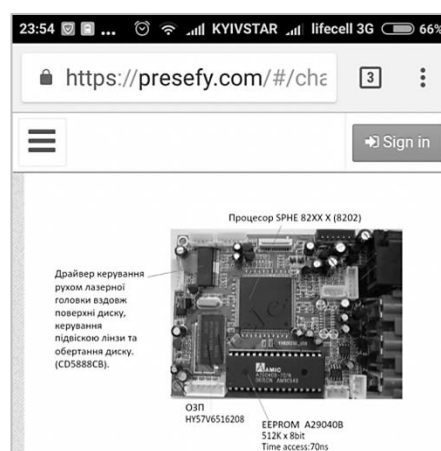 23:54 ... KYIVSTAR lifecell 3G 66%
https://presefy.com/#/cha 3
Sign in
Процесор SPHE 82XX X (8202)
Драйвер керування
рухом лазерної
головки вздовж
поверхні диску,
керування
підвіскою лінзи та
обертання диску.
(CD5888CB).
AMIC
ОЗП
HY57V6516208
EEPROM A29040B
512K x 8bit
Time access:70ns